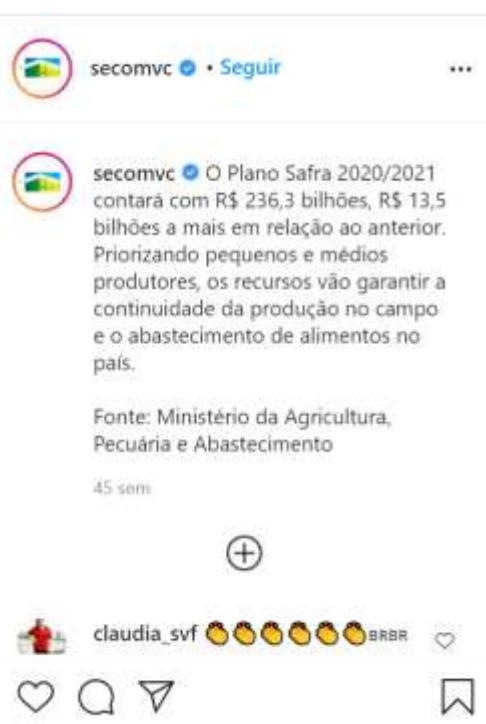 secomvc • Seguir
secomvc O Plano Safra 2020/2021
contará com R$ 236,3 bilhões, R$ 13,5
bilhões a mais em relação ao anterior.
Priorizando pequenos e médios
produtores, os recursos vão garantir a
continuidade da produção no campo
e o abastecimento de alimentos no
país.
Fonte: Ministério da Agricultura,
Pecuária e Abastecimento
45 sem
claudia_svf 👏👏👏👏👏👏BRBR